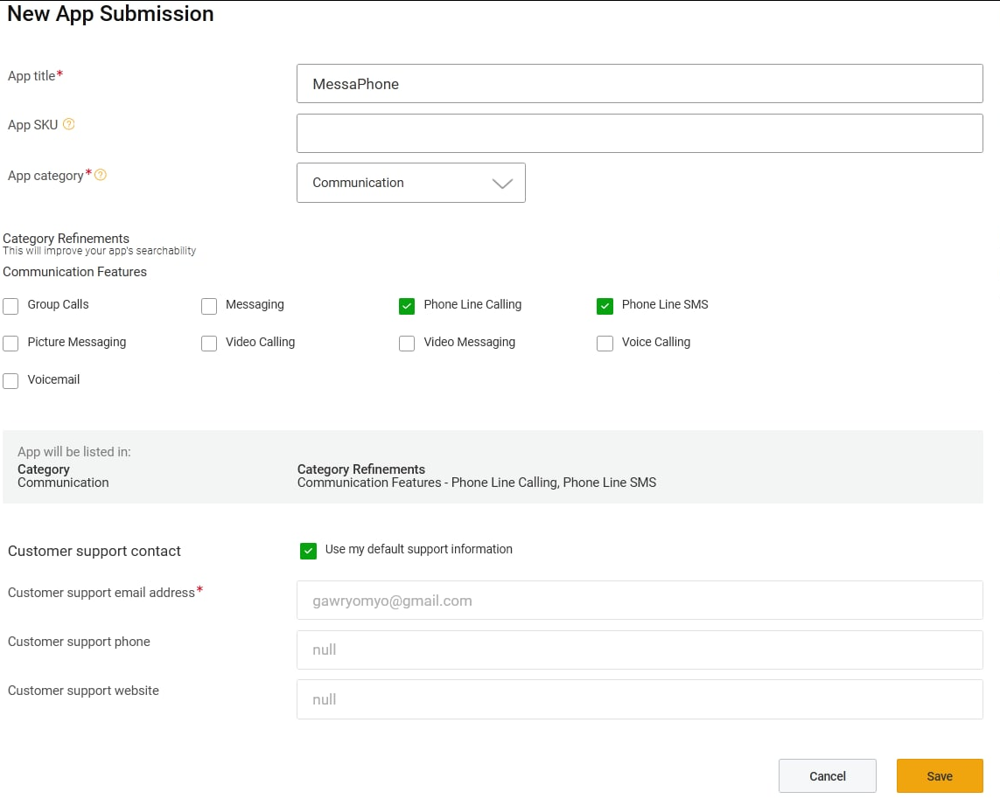 New App Submission
App title*
MessaPhone
App SKU ?
App category* ?
Communication
Category Refinements
This will improve your app's searchability
Communication Features
Group Calls
Messaging
Phone Line Calling
Phone Line SMS
Picture Messaging
Video Calling
Video Messaging
Voice Calling
Voicemail
App will be listed in:
Category
Category Refinements
Communication
Communication Features - Phone Line Calling, Phone Line SMS
Customer support contact
Use my default support information
Customer support email address*
gawryomyo@gmail.com
Customer support phone
null
Customer support website
null
Cancel
Save